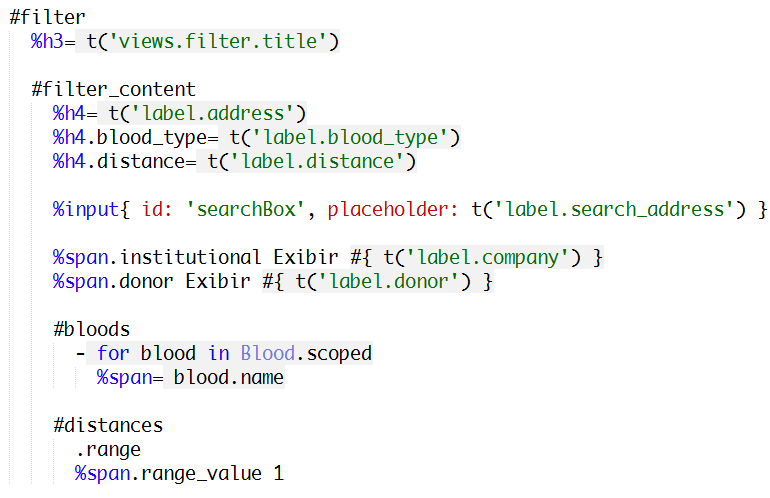 #filter
%h3= t('views.filter.title')
#filter_content
%h4= t('label.address')
%h4.blood_type= t('label.blood_type')
%h4.distance= t('label.distance')
%input{ id: 'searchBox', placeholder: t('label.search_address') }
%span.institutional Exibir #{ t('label.company') }
%span.donor Exibir #{ t('label.donor') }
#bloods
- for blood in Blood.scoped
%span= blood.name
#distances
.range
%span.range_value 1